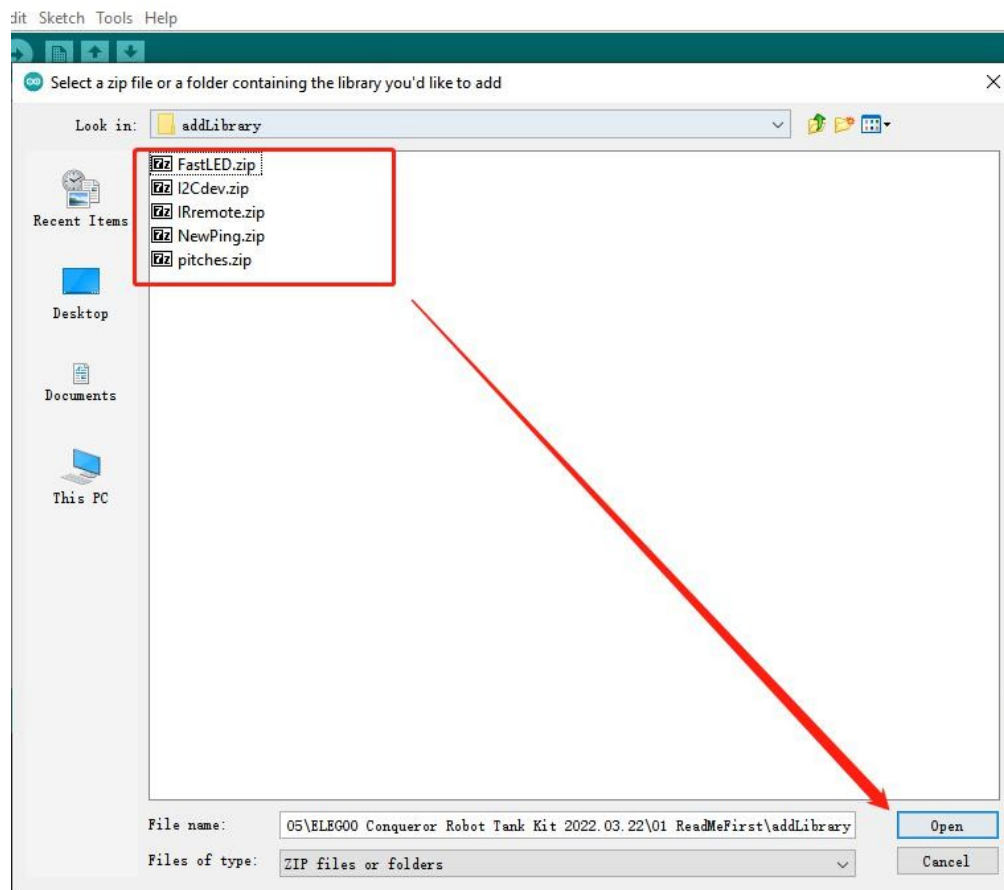 dit Sketch Tools Help
Select a zip file or a folder containing the library you'd like to add
Look in: addLibrary
FastLED.zip
I2Cdev.zip
IRremote.zip
NewPing.zip
pitches.zip
Recent Items
Desktop
Documents
This PC
File name: 05\ELEGOO Conqueror Robot Tank Kit 2022.03.22\01 ReadMeFirst\addLibrary Open
Files of type: ZIP files or folders Cancel